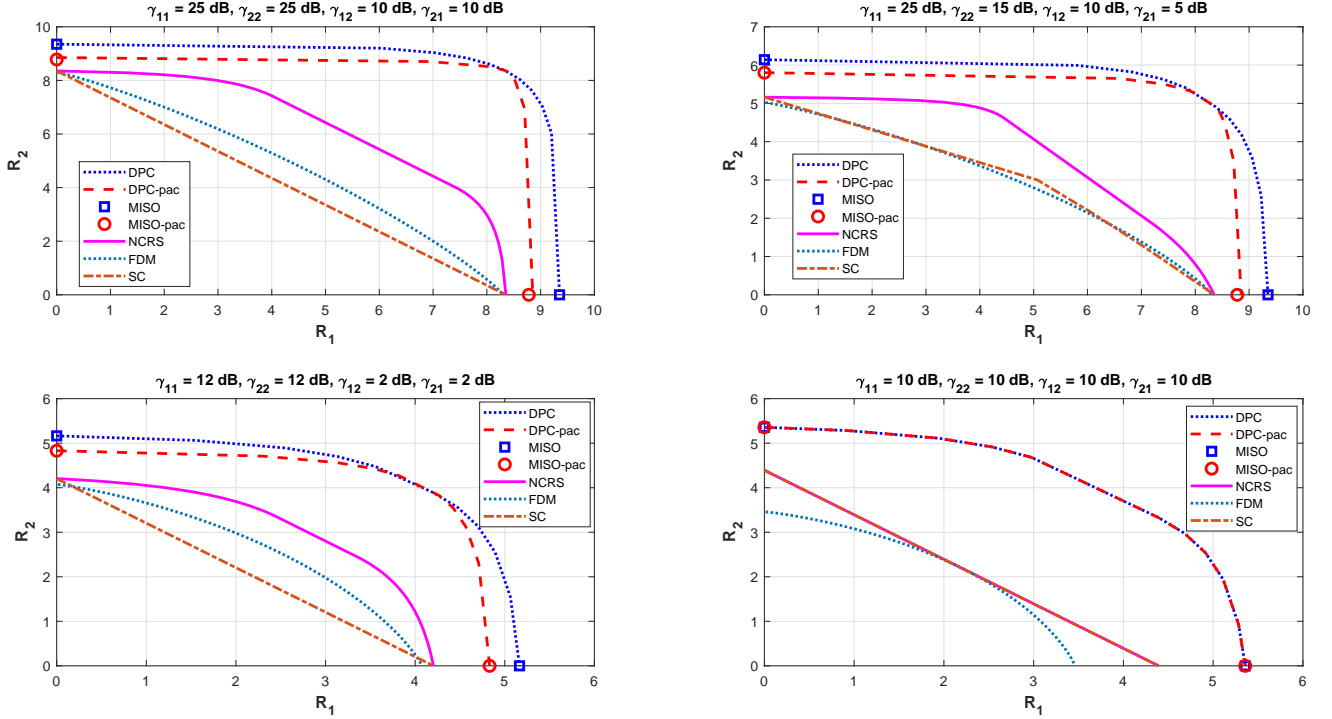 γ11 = 25 dB, γ22 = 25 dB, γ12 = 10 dB, γ21 = 10 dB
10
8
6
4
2
0
R2
DPC
DPC-pac
MISO
MISO-pac
NCRS
FDM
SC
0 1 2 3 4 5 6 7 8 9 10
R1
γ11 = 25 dB, γ22 = 15 dB, γ12 = 10 dB, γ21 = 5 dB
7
6
5
4
3
2
1
0
R2
DPC
DPC-pac
MISO
MISO-pac
NCRS
FDM
SC
0 1 2 3 4 5 6 7 8 9 10
R1
γ11 = 12 dB, γ22 = 12 dB, γ12 = 2 dB, γ21 = 2 dB
6
5
4
3
2
1
0
R2
DPC
DPC-pac
MISO
MISO-pac
NCRS
FDM
SC
0 1 2 3 4 5 6
R1
γ11 = 10 dB, γ22 = 10 dB, γ12 = 10 dB, γ21 = 10 dB
6
5
4
3
2
1
0
R2
DPC
DPC-pac
MISO
MISO-pac
NCRS
FDM
SC
0 1 2 3 4 5 6
R1